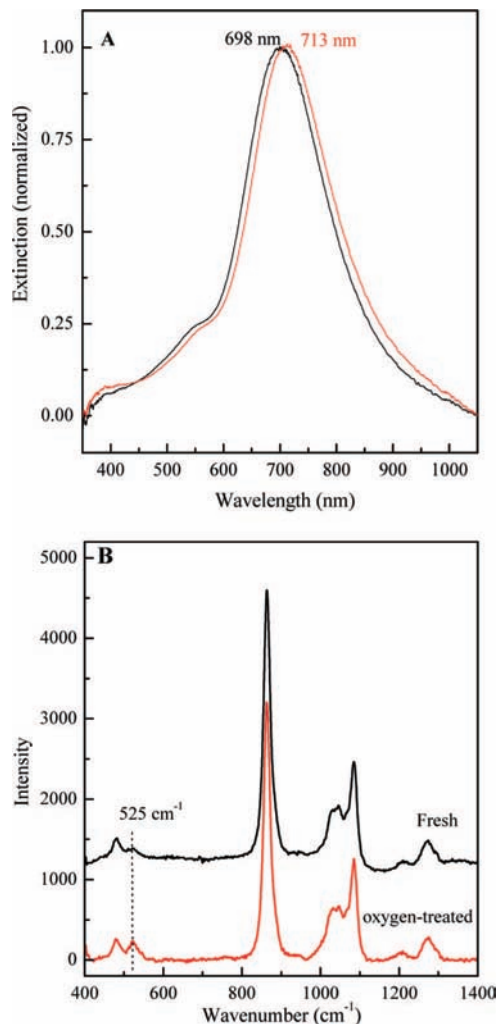 A
698 nm
713 nm
1.00
0.75
0.50
0.25
0.00
Extinction (normalized)
400 500 600 700 800 900 1000
Wavelength (nm)
B
5000
4000
3000
2000
1000
0
Intensity
525 cm⁻¹
Fresh
oxygen-treated
400 600 800 1000 1200 1400
Wavenumber (cm⁻¹)